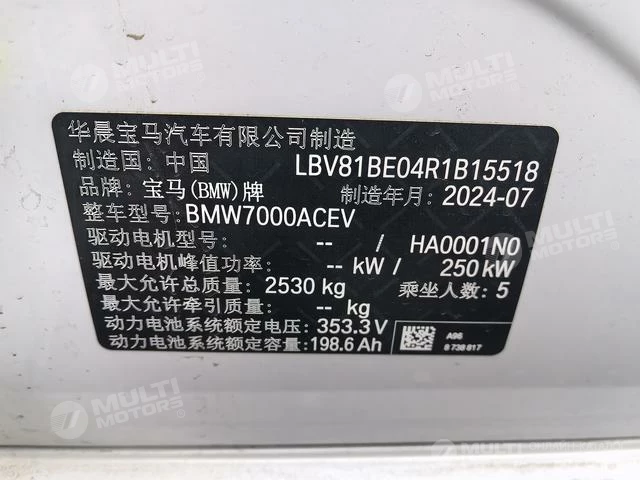 MULTI MOTORS
MULTI MOTORS
华晨宝马汽车有限公司制造
制造国: 中国 LBV81BE04R1B15518
品牌: 宝马(BMW)牌 制造年月: 2024-07
整车型号: BMW7000ACEV
驱动电机型号: -- / HA0001N0
驱动电机峰值功率: -- kW / 250 kW
最大允许总质量: 2530 kg 乘坐人数: 5
最大允许牵引质量: -- kg
动力电池系统额定电压: 353.3V
动力电池系统额定容量: 198.6 Ah
A96
8 738 817
MULTI MOTORS
MULTI MOTORS